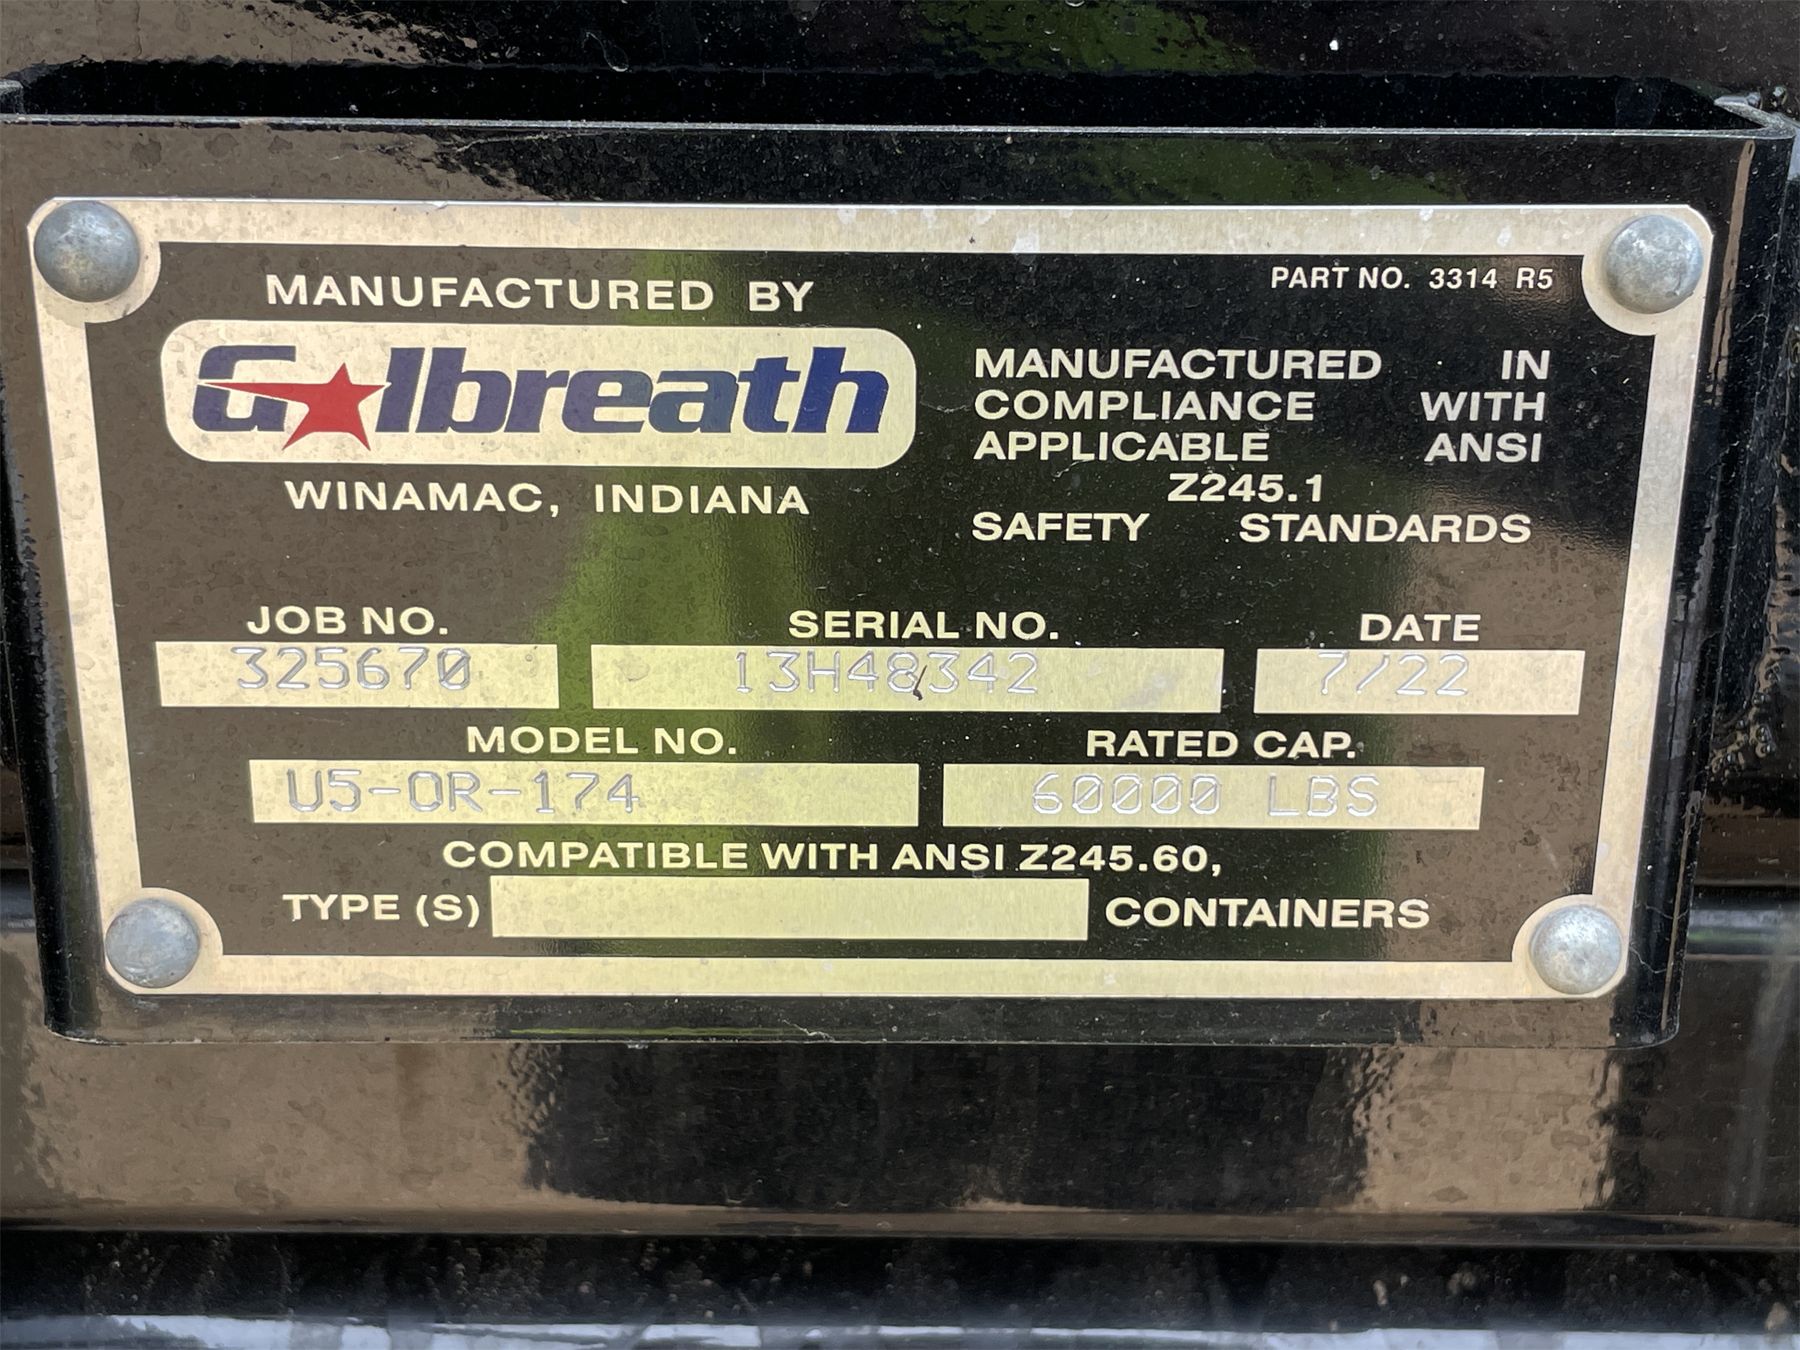 PART NO. 3314 R5
MANUFACTURED BY
Galbreath
WINAMAC, INDIANA
MANUFACTURED IN
COMPLIANCE WITH
APPLICABLE ANSI
Z245.1
SAFETY STANDARDS
JOB NO. SERIAL NO. DATE
325670 13H48342 7/22
MODEL NO. RATED CAP.
U5-OR-174 60000 LBS
COMPATIBLE WITH ANSI Z245.60,
TYPE (S) CONTAINERS